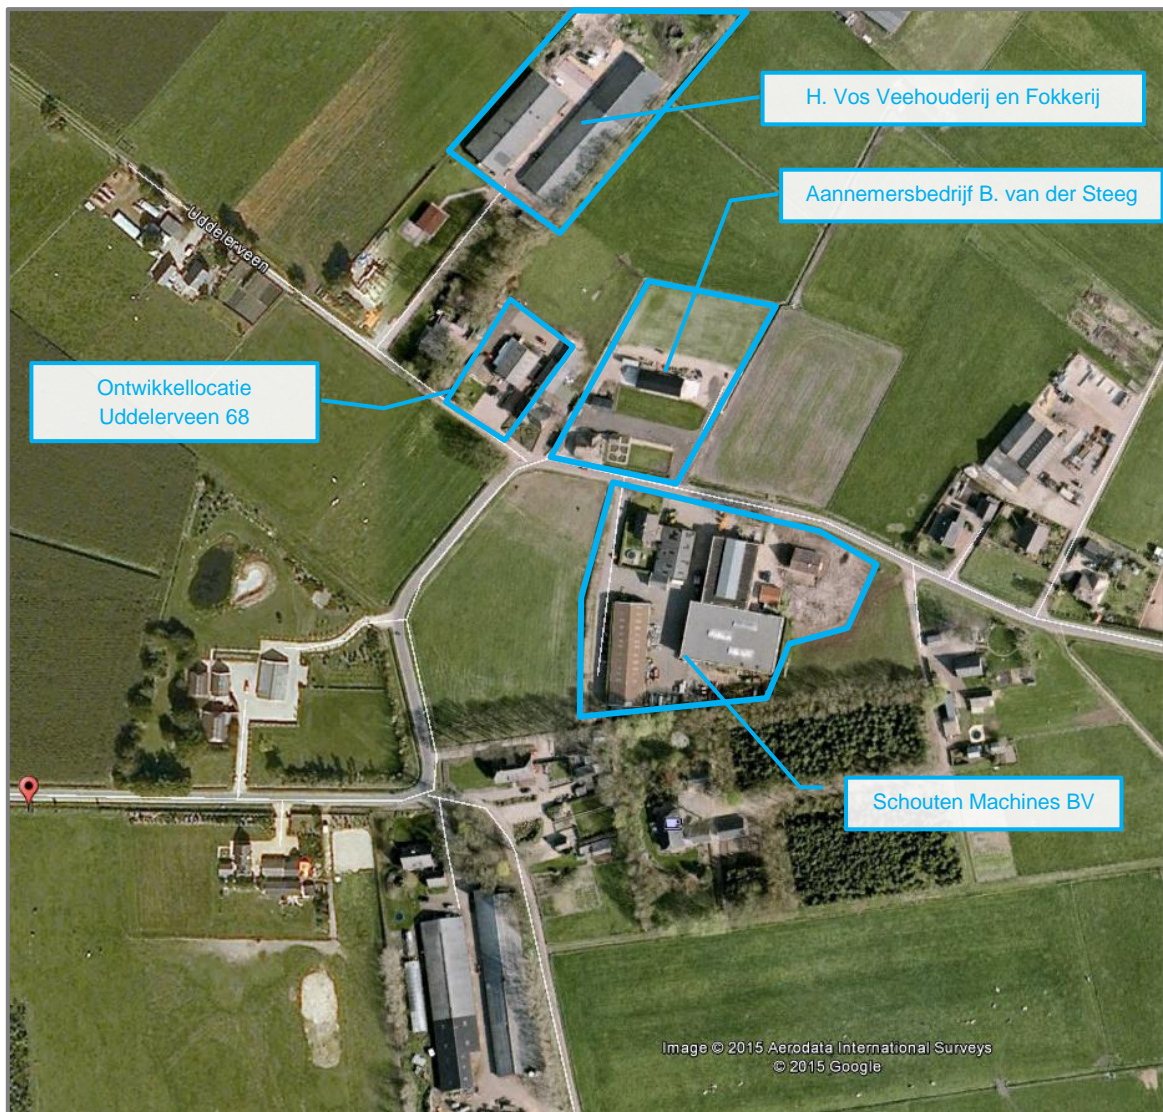 H. Vos Veehouderij en Fokkerij
Aannemersbedrijf B. van der Steeg
Uddelerveen
Ontwikkellocatie
Uddelerveen 68
Schouten Machines BV
Image © 2015 Aerodata International Surveys
© 2015 Google